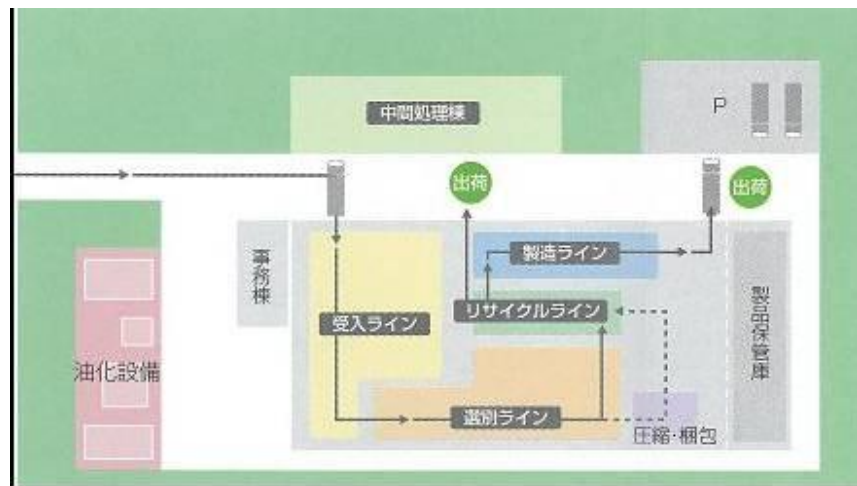 中間処理棟
P
出荷
出荷
事務棟
製造ライン
リサイクルライン
受入ライン
製品保管庫
油化設備
選別ライン
圧縮・梱包